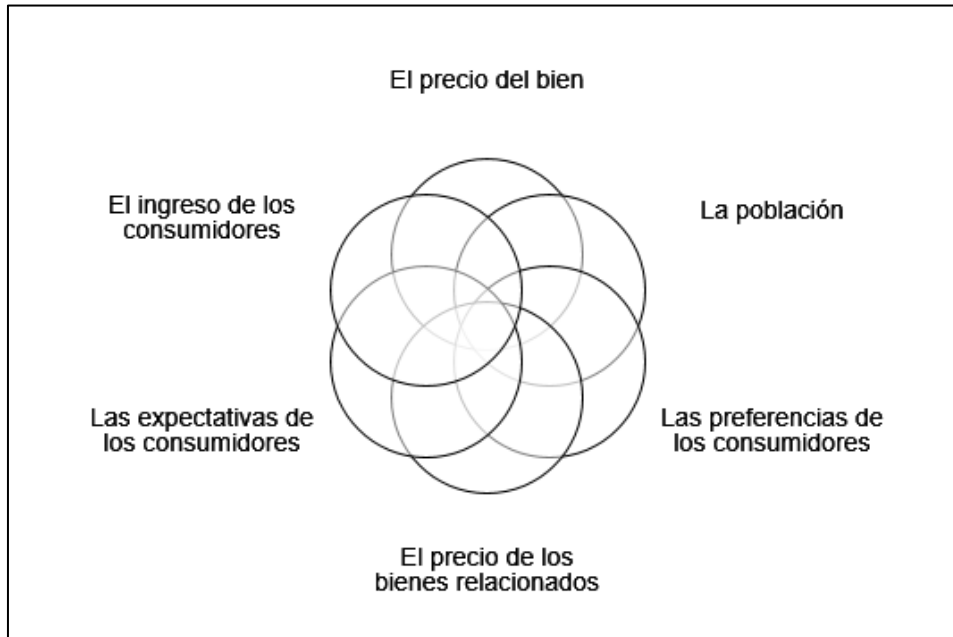 El precio del bien
El ingreso de los
consumidores
La población
Las expectativas de
los consumidores
Las preferencias de
los consumidores
El precio de los
bienes relacionados